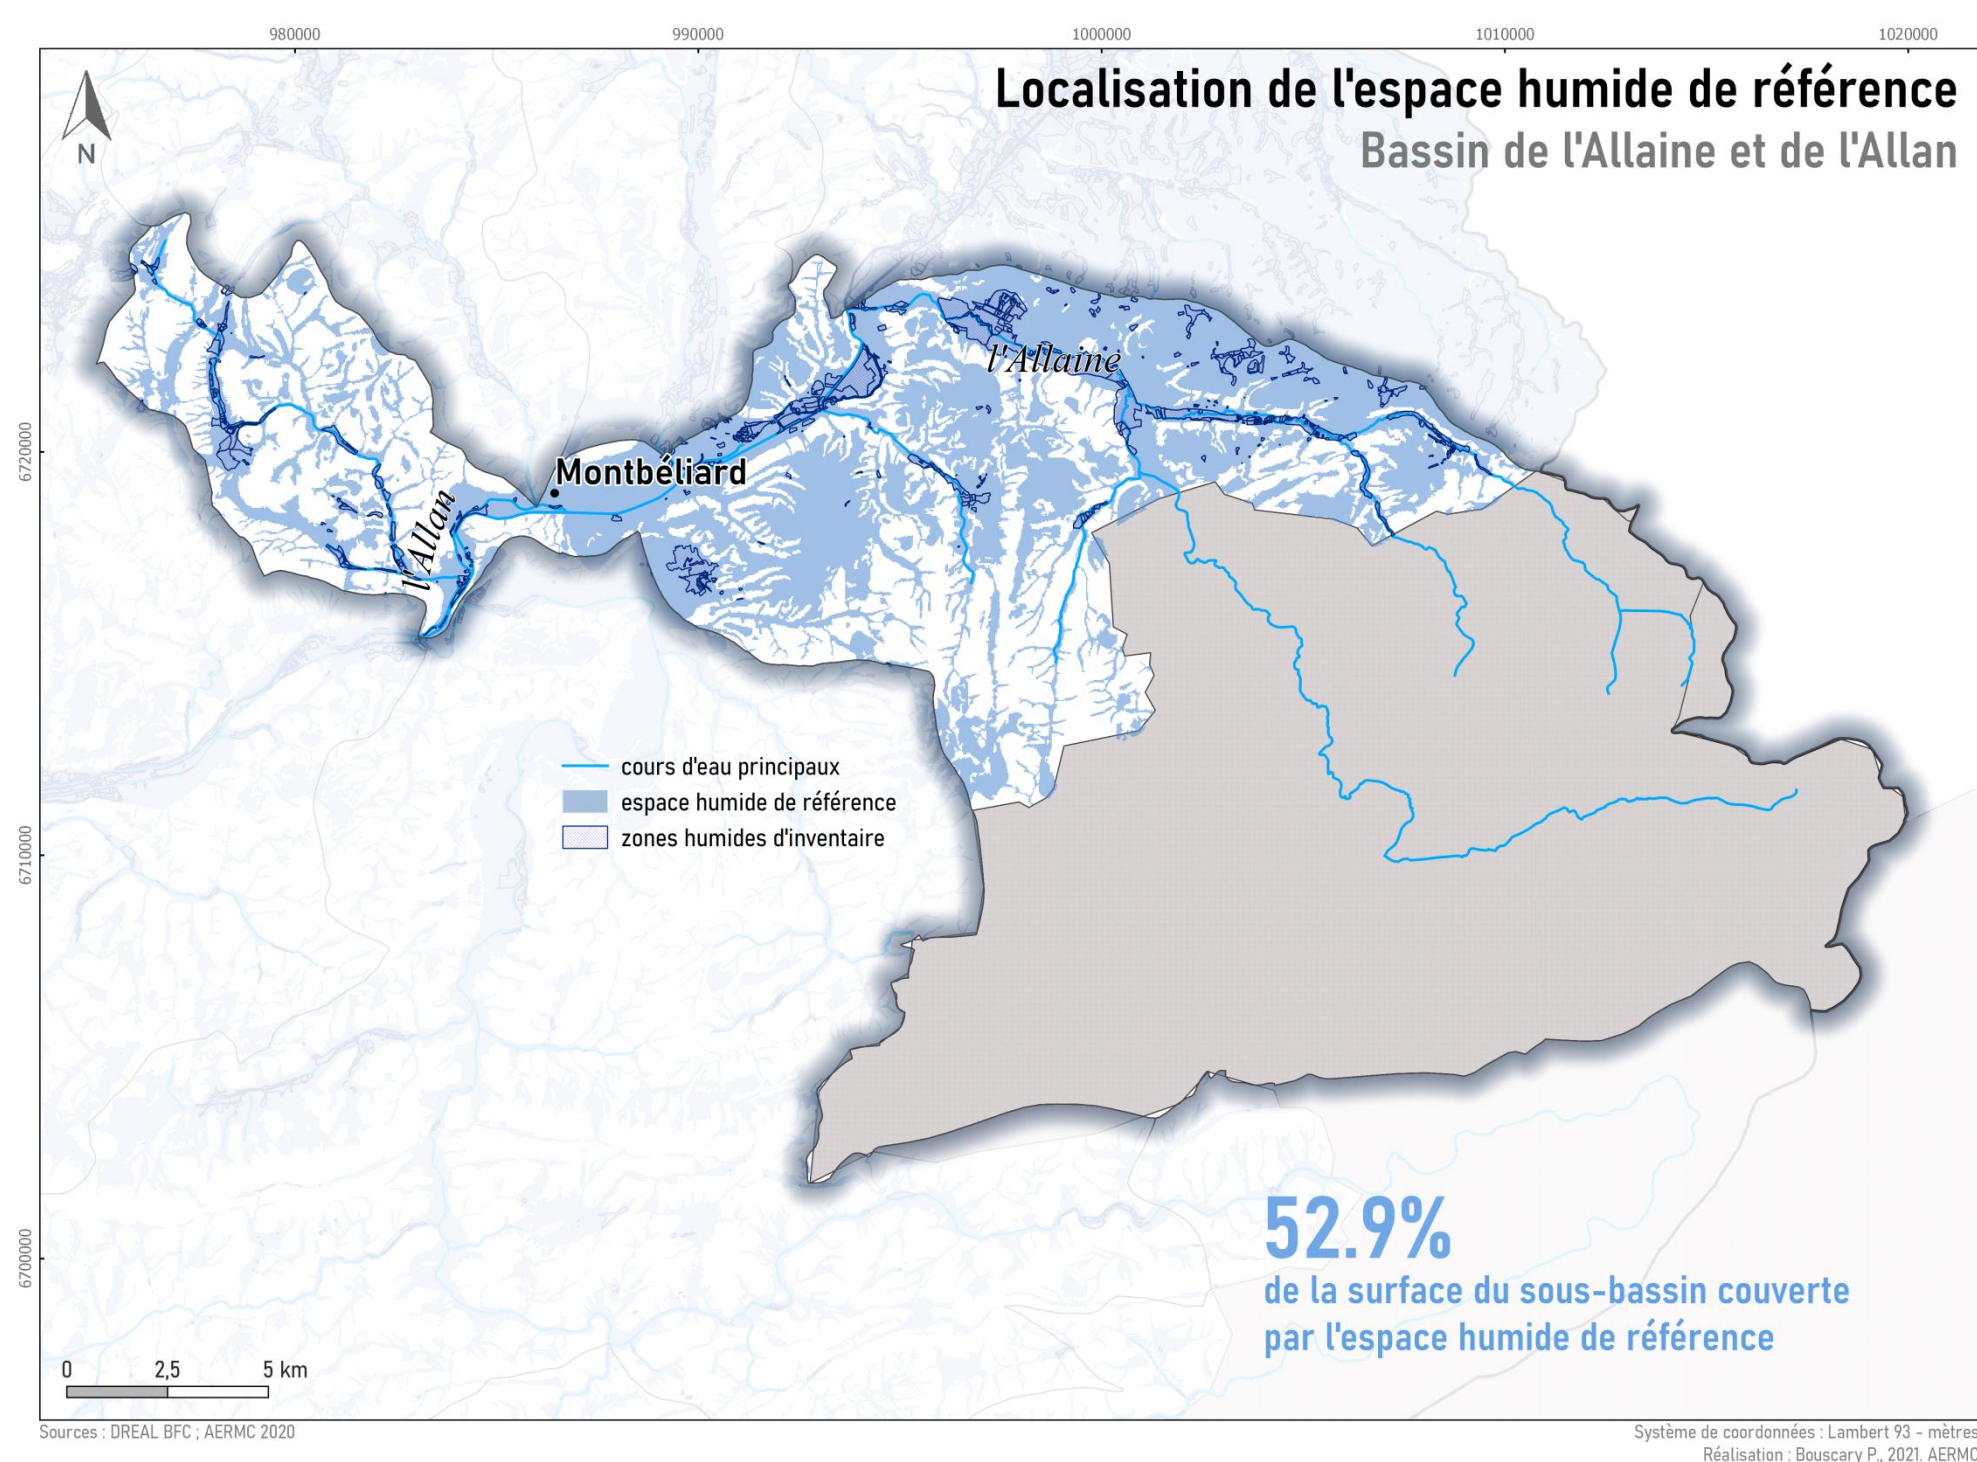 980000
990000
1000000
1010000
1020000
Localisation de l'espace humide de référence
Bassin de l'Allaine et de l'Allan
N
l'Allaine
6720000
Montbéliard
l'Allan
cours d'eau principaux
espace humide de référence
zones humides d'inventaire
6710000
52.9%
de la surface du sous-bassin couverte
par l'espace humide de référence
6700000
0 2,5 5 km
Sources : DREAL BFC ; AERMC 2020
Système de coordonnées : Lambert 93 - mètres
Réalisation : Bouscary P., 2021. AERMC